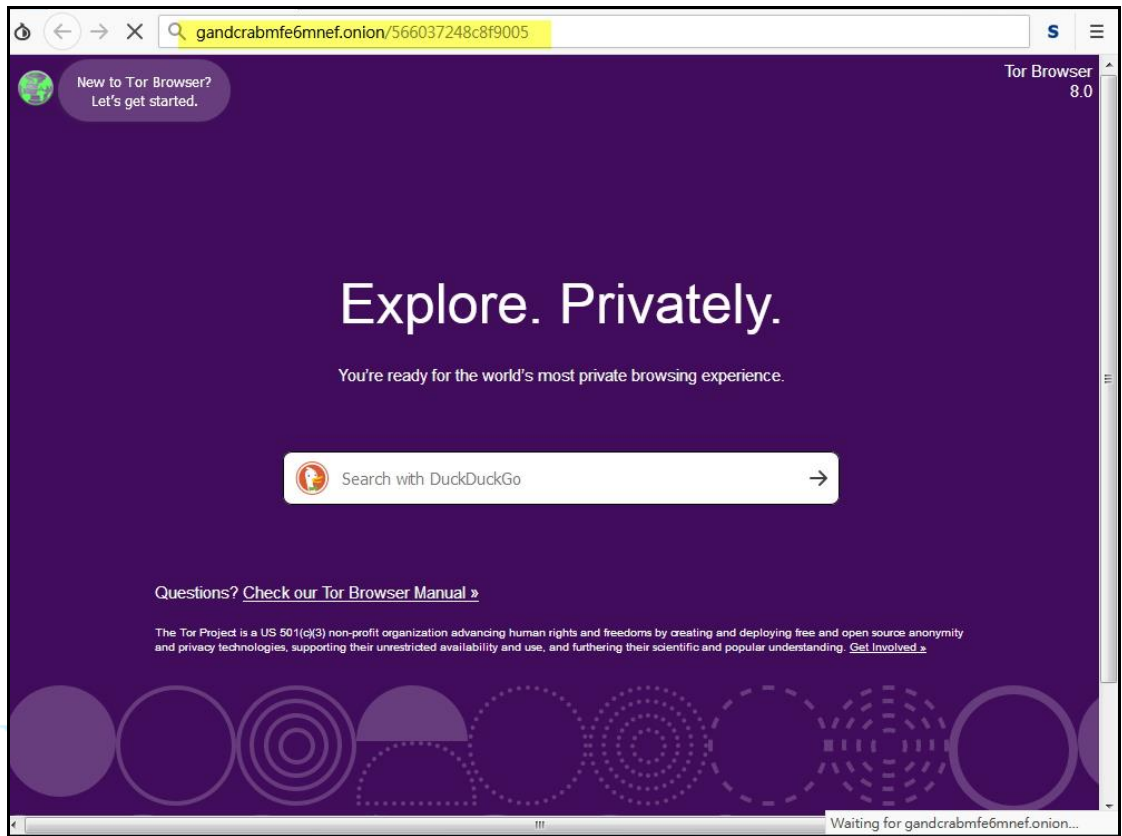 gandcrabmfe6mnef.onion/566037248c8f9005
S
New to Tor Browser?
Let's get started.
Tor Browser
8.0
Explore. Privately.
You're ready for the world's most private browsing experience.
Search with DuckDuckGo
Questions? Check our Tor Browser Manual »
The Tor Project is a US 501(c)(3) non-profit organization advancing human rights and freedoms by creating and deploying free and open source anonymity
and privacy technologies, supporting their unrestricted availability and use, and furthering their scientific and popular understanding. Get Involved »
Waiting for gandcrabmfe6mnef.onion...